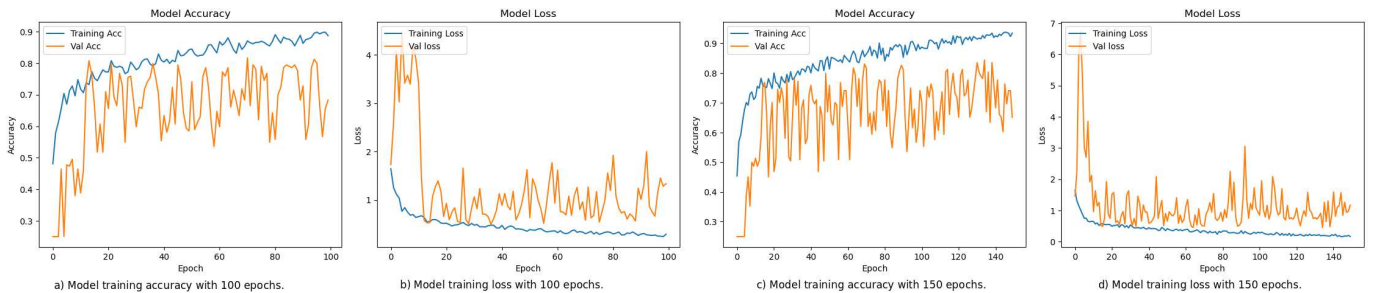 Model Accuracy
Training Acc
Val Acc
0.9
0.8
0.7
0.6
0.5
0.4
0.3
Accuracy
0 20 40 60 80 100
Epoch
a) Model training accuracy with 100 epochs.
Model Loss
Training Loss
Val loss
4
3
2
1
Loss
0 20 40 60 80 100
Epoch
b) Model training loss with 100 epochs.
Model Accuracy
Training Acc
Val Acc
0.9
0.8
0.7
0.6
0.5
0.4
0.3
Accuracy
0 20 40 60 80 100 120 140
Epoch
c) Model training accuracy with 150 epochs.
Model Loss
Training Loss
Val loss
7
6
5
4
3
2
1
0
Loss
0 20 40 60 80 100 120 140
Epoch
d) Model training loss with 150 epochs.